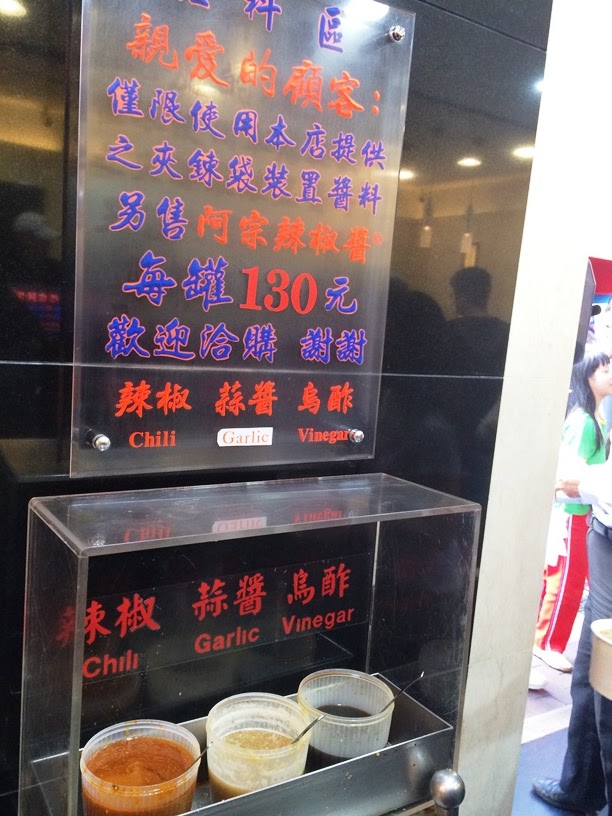 料區
親愛的顧客:
僅限使用本店提供
之夾鍊袋裝置醬料
另售阿宗辣椒醬®
每罐130元
歡迎洽購 謝謝
辣椒 蒜醬 烏酢
Chili Garlic Vinegar
辣椒 蒜醬 烏酢
Chili Garlic Vinegar